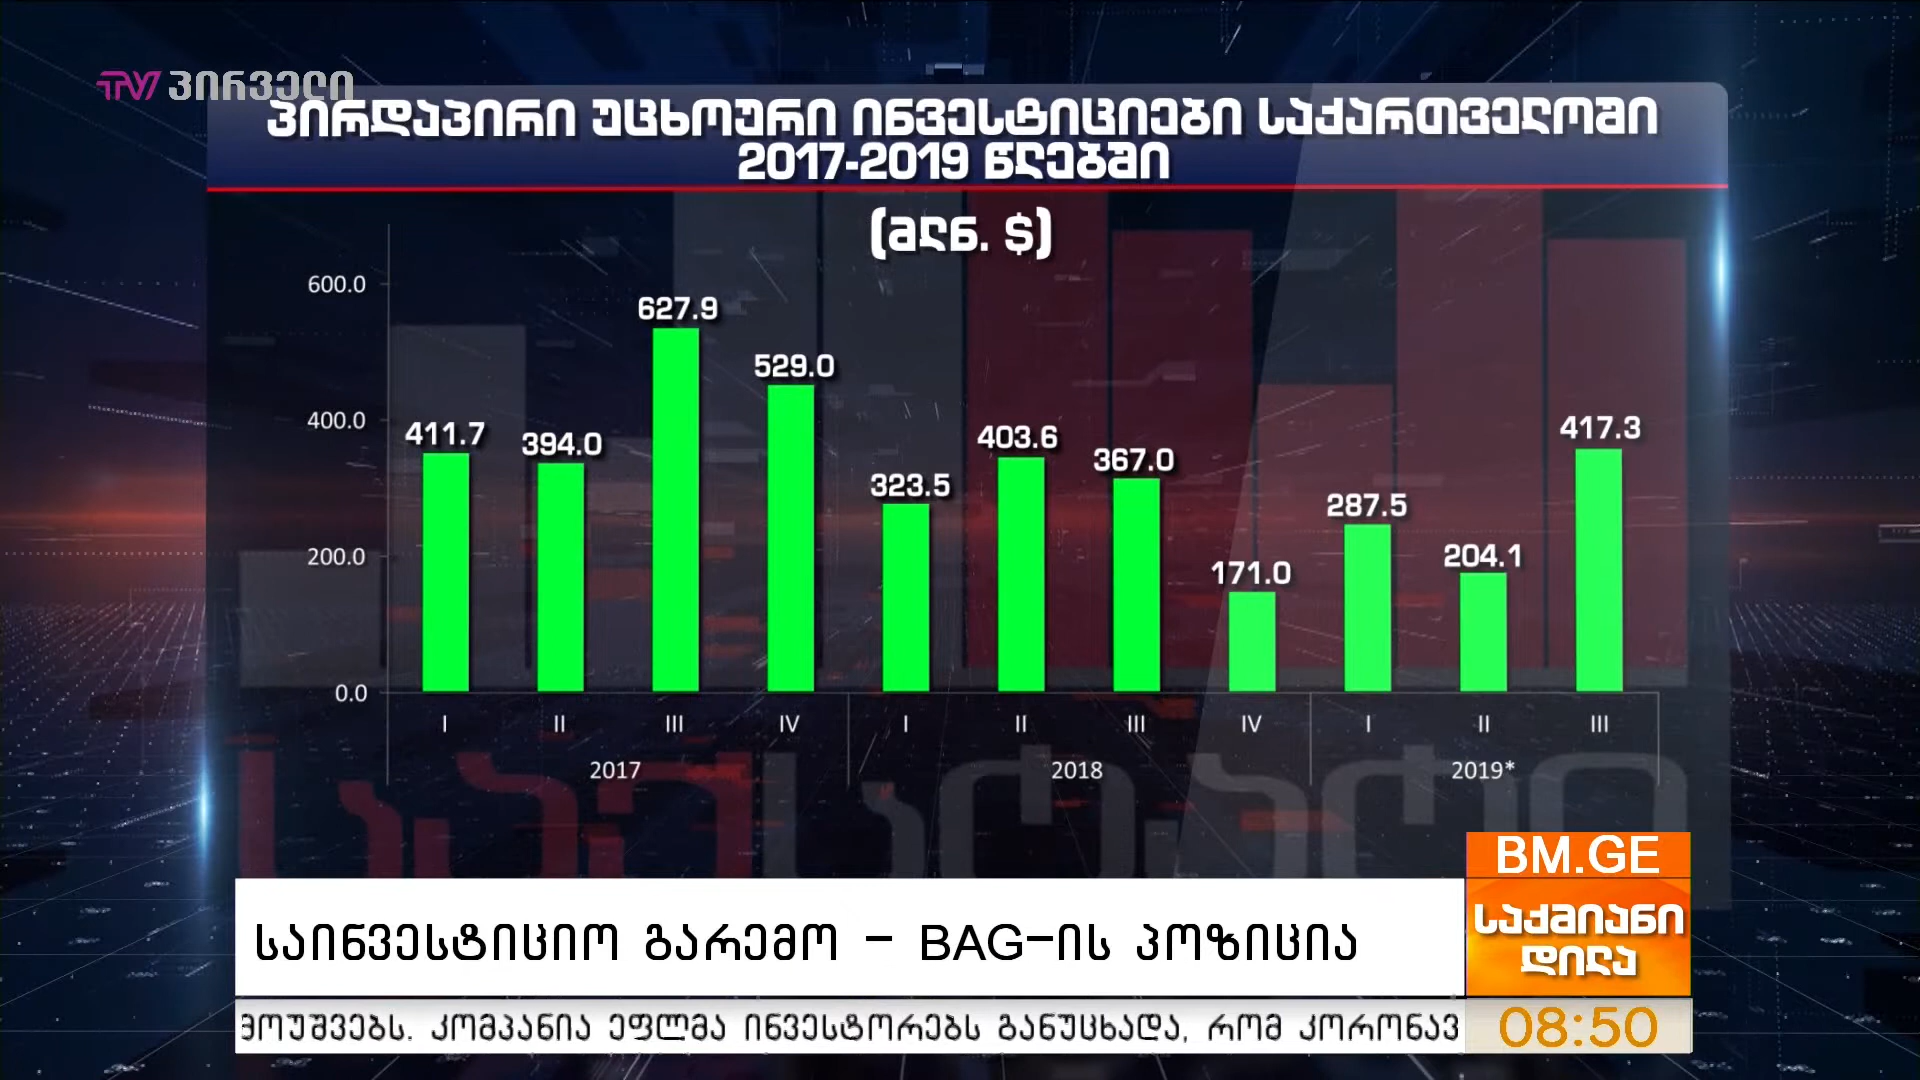 TV პირველი
პირდაპირი უცხოური ინვესტიციები საქართველოში
2017-2019 წლებში
(მლნ. $)
600.0
400.0
200.0
0.0
411.7
394.0
627.9
529.0
323.5
403.6
367.0
171.0
287.5
204.1
417.3
I II III IV I II III IV I II III
2017 2018 2019*
BM.GE
საქმიანი
დილა
საინვესტიციო გარემო - BAG-ის პოზიცია
მოუშვებს. კომპანია ეფლმა ინვესტორებს განუცხადა, რომ კორონავ
08:50